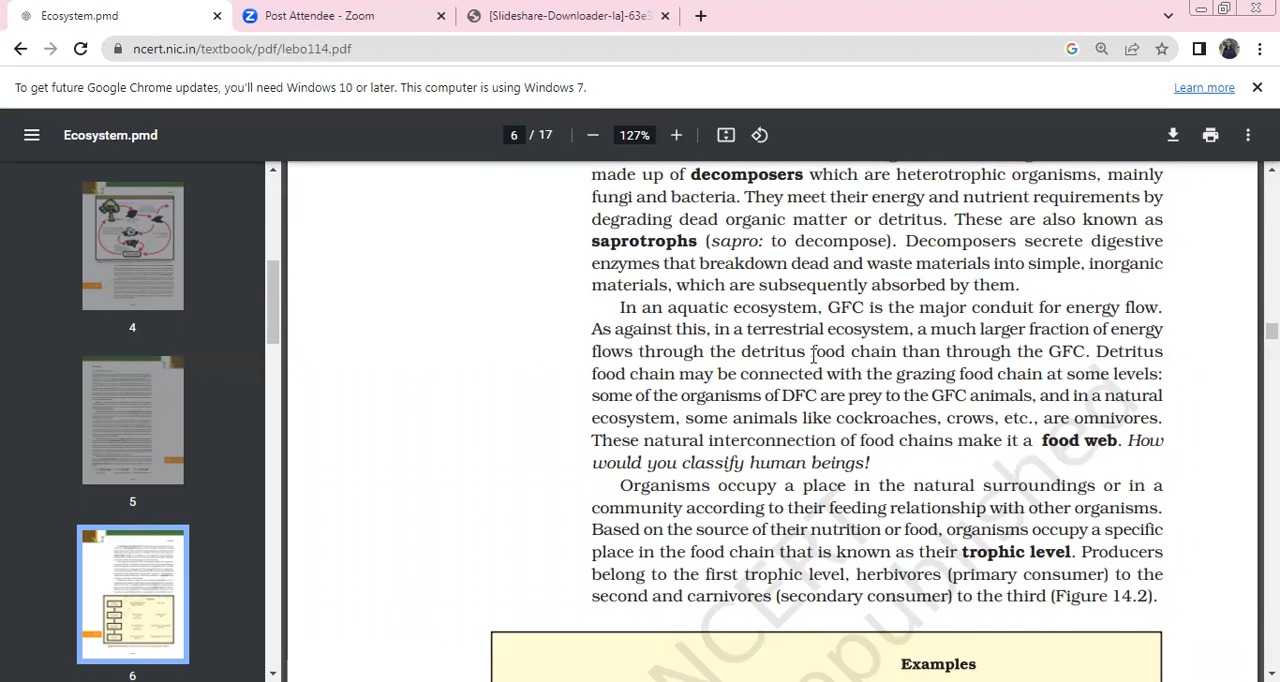 Ecosystem.pmd
Post Attendee - Zoom
[Slideshare-Downloader-la]-63e3
ncert.nic.in/textbook/pdf/lebo114.pdf
To get future Google Chrome updates, you'll need Windows 10 or later. This computer is using Windows 7.
Learn more
Ecosystem.pmd
6 / 17
127%
4
5
6
made up of decomposers which are heterotrophic organisms, mainly
fungi and bacteria. They meet their energy and nutrient requirements by
degrading dead organic matter or detritus. These are also known as
saprotrophs (sapro: to decompose). Decomposers secrete digestive
enzymes that breakdown dead and waste materials into simple, inorganic
materials, which are subsequently absorbed by them.
In an aquatic ecosystem, GFC is the major conduit for energy flow.
As against this, in a terrestrial ecosystem, a much larger fraction of energy
flows through the detritus food chain than through the GFC. Detritus
food chain may be connected with the grazing food chain at some levels:
some of the organisms of DFC are prey to the GFC animals, and in a natural
ecosystem, some animals like cockroaches, crows, etc., are omnivores.
These natural interconnection of food chains make it a food web. How
would you classify human beings!
Organisms occupy a place in the natural surroundings or in a
community according to their feeding relationship with other organisms.
Based on the source of their nutrition or food, organisms occupy a specific
place in the food chain that is known as their trophic level. Producers
belong to the first trophic level, herbivores (primary consumer) to the
second and carnivores (secondary consumer) to the third (Figure 14.2).
Examples
NCERT
published